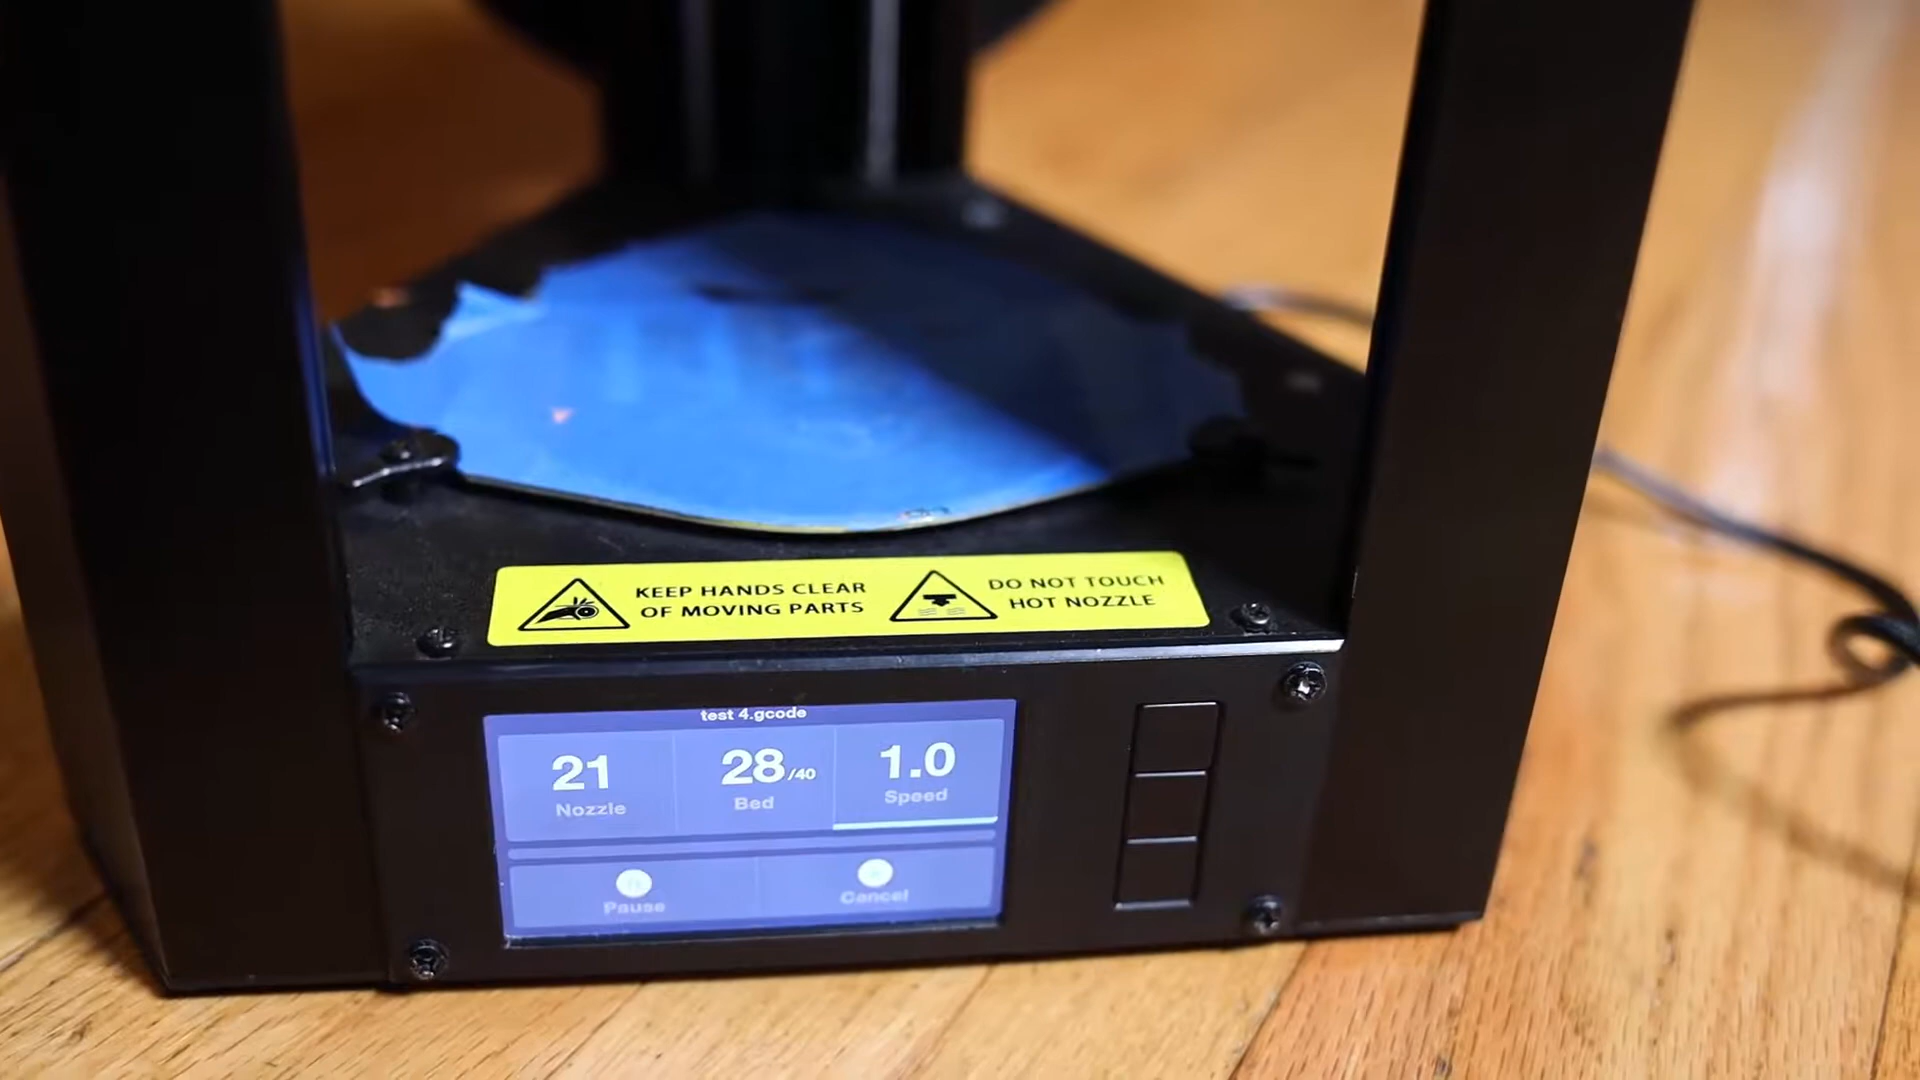 KEEP HANDS CLEAR
OF MOVING PARTS
DO NOT TOUCH
HOT NOZZLE
test 4.gcode
21
Nozzle
28/40
Bed
1.0
Speed
Pause
Cancel